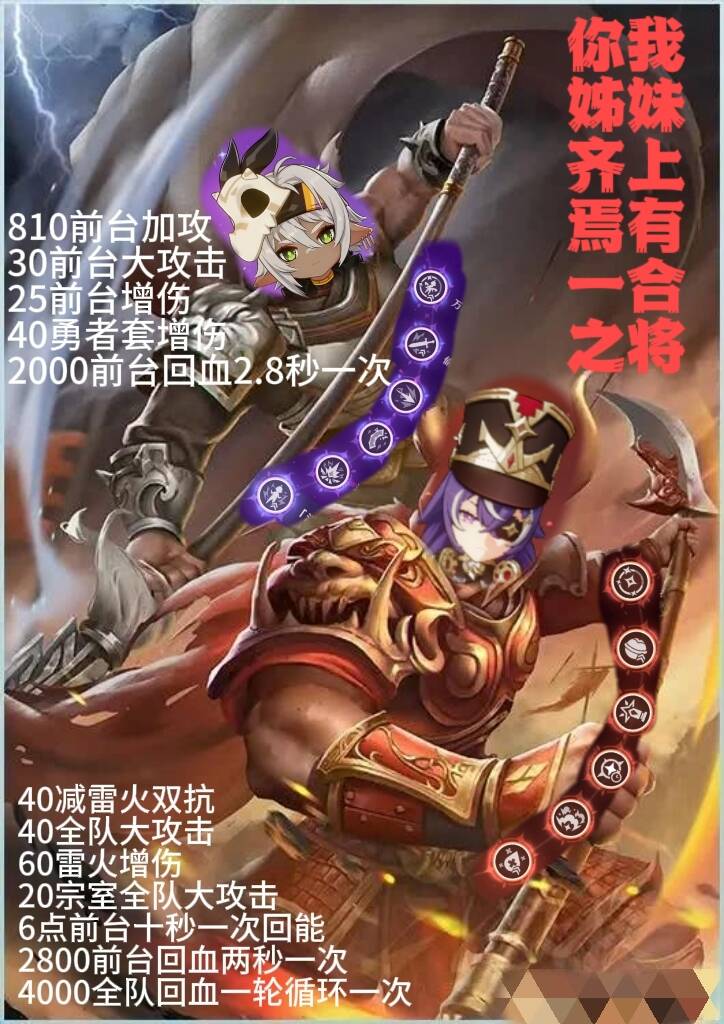 我妹上有合将
你姊齐焉一之
810前台加攻
30前台大攻击
25前台增伤
40勇者套增伤
2000前台回血2.8秒一次
万
40减雷火双抗
40全队大攻击
60雷火增伤
20宗室全队大攻击
6点前台十秒一次回能
2800前台回血两秒一次
4000全队回血一轮循环一次